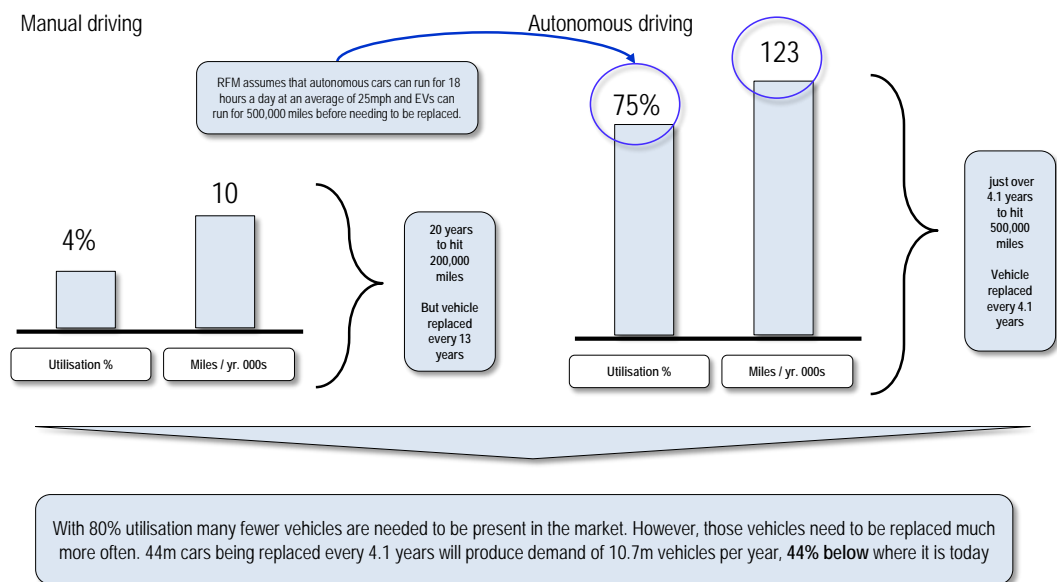 Manual driving
Autonomous driving
RFM assumes that autonomous cars can run for 18
hours a day at an average of 25mph and EVs can
run for 500,000 miles before needing to be replaced.
4%
10
Utilisation %
Miles / yr. 000s
20 years
to hit
200,000
miles
But vehicle
replaced
every 13
years
75%
123
Utilisation %
Miles / yr. 000s
just over
4.1 years
to hit
500,000
miles
Vehicle
replaced
every 4.1
years
With 80% utilisation many fewer vehicles are needed to be present in the market. However, those vehicles need to be replaced much
more often. 44m cars being replaced every 4.1 years will produce demand of 10.7m vehicles per year, 44% below where it is today